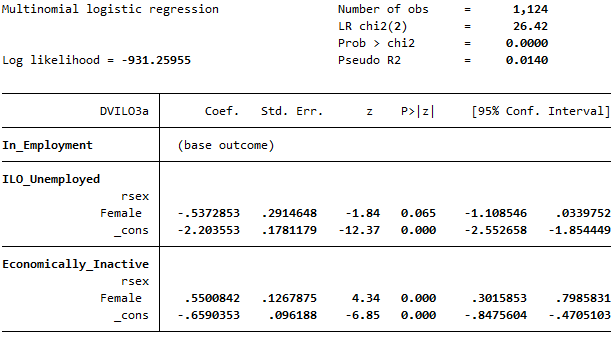 Multinomial logistic regression Number of obs = 1,124
LR chi2(2) = 26.42
Prob > chi2 = 0.0000
Log likelihood = -931.25955 Pseudo R2 = 0.0140
DVILO3a Coef. Std. Err. z P>|z| [95% Conf. Interval]
In_Employment (base outcome)
ILO_Unemployed
rsex
Female -.5372853 .2914648 -1.84 0.065 -1.108546 .0339752
_cons -2.203553 .1781179 -12.37 0.000 -2.552658 -1.854449
Economically_Inactive
rsex
Female .5500842 .1267875 4.34 0.000 .3015853 .7985831
_cons -.6590353 .096188 -6.85 0.000 -.8475604 -.4705103